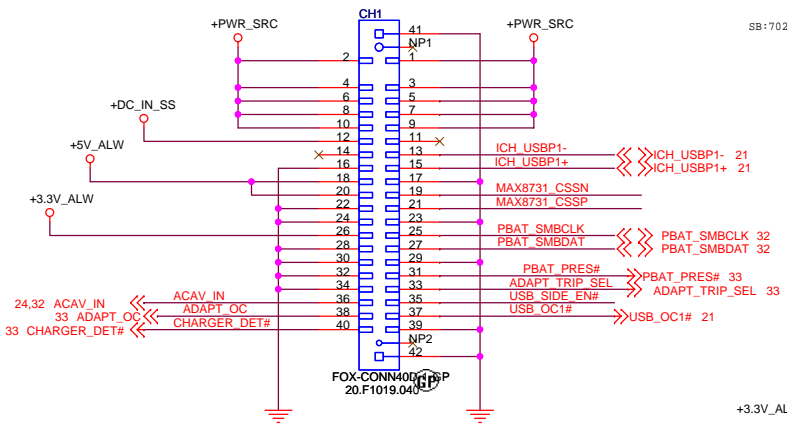 CH1
SB:702
+PWR_SRC
+PWR_SRC
41
NP1
2
1
4
3
6
5
8
7
10
9
+DC_IN_SS
12
11
14
13
ICH_USBP1-
ICH_USBP1- 21
+5V_ALW
16
15
ICH_USBP1+
ICH_USBP1+ 21
18
17
20
19
MAX8731_CSSN
+3.3V_ALW
22
21
MAX8731_CSSP
24
23
26
25
PBAT_SMBCLK
PBAT_SMBCLK 32
28
27
PBAT_SMBDAT
PBAT_SMBDAT 32
30
29
32
31
PBAT_PRES#
PBAT_PRES# 33
34
33
ADAPT_TRIP_SEL
ADAPT_TRIP_SEL 33
24,32 ACAV_IN
ACAV_IN
36
35
USB_SIDE_EN#
33 ADAPT_OC
ADAPT_OC
38
37
USB_OC1#
USB_OC1# 21
33 CHARGER_DET#
CHARGER_DET#
40
39
NP2
42
GP
20.F1019.040
+3.3V_AL